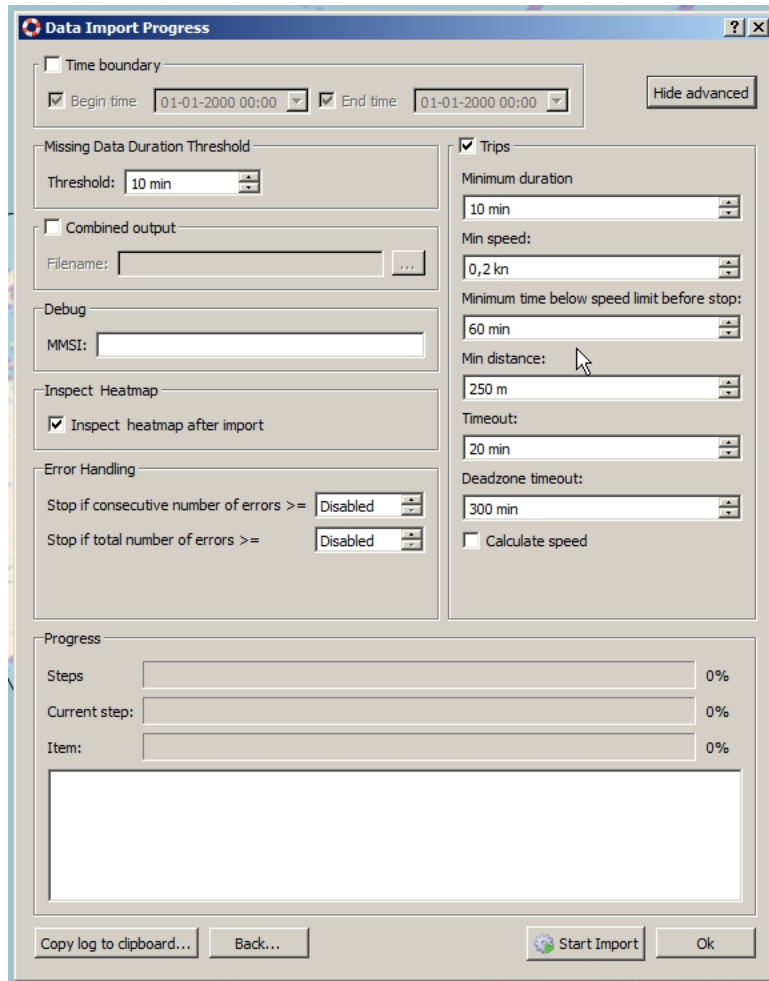 Data Import Progress
Time boundary
Begin time 01-01-2000 00:00 End time 01-01-2000 00:00
Hide advanced
Missing Data Duration Threshold
Threshold: 10 min
Combined output
Filename: ...
Debug
MMSI:
Inspect Heatmap
Inspect heatmap after import
Error Handling
Stop if consecutive number of errors >= Disabled
Stop if total number of errors >= Disabled
Trips
Minimum duration
10 min
Min speed:
0,2 kn
Minimum time below speed limit before stop:
60 min
Min distance:
250 m
Timeout:
20 min
Deadzone timeout:
300 min
Calculate speed
Progress
Steps 0%
Current step: 0%
Item: 0%
Copy log to clipboard... Back... Start Import Ok